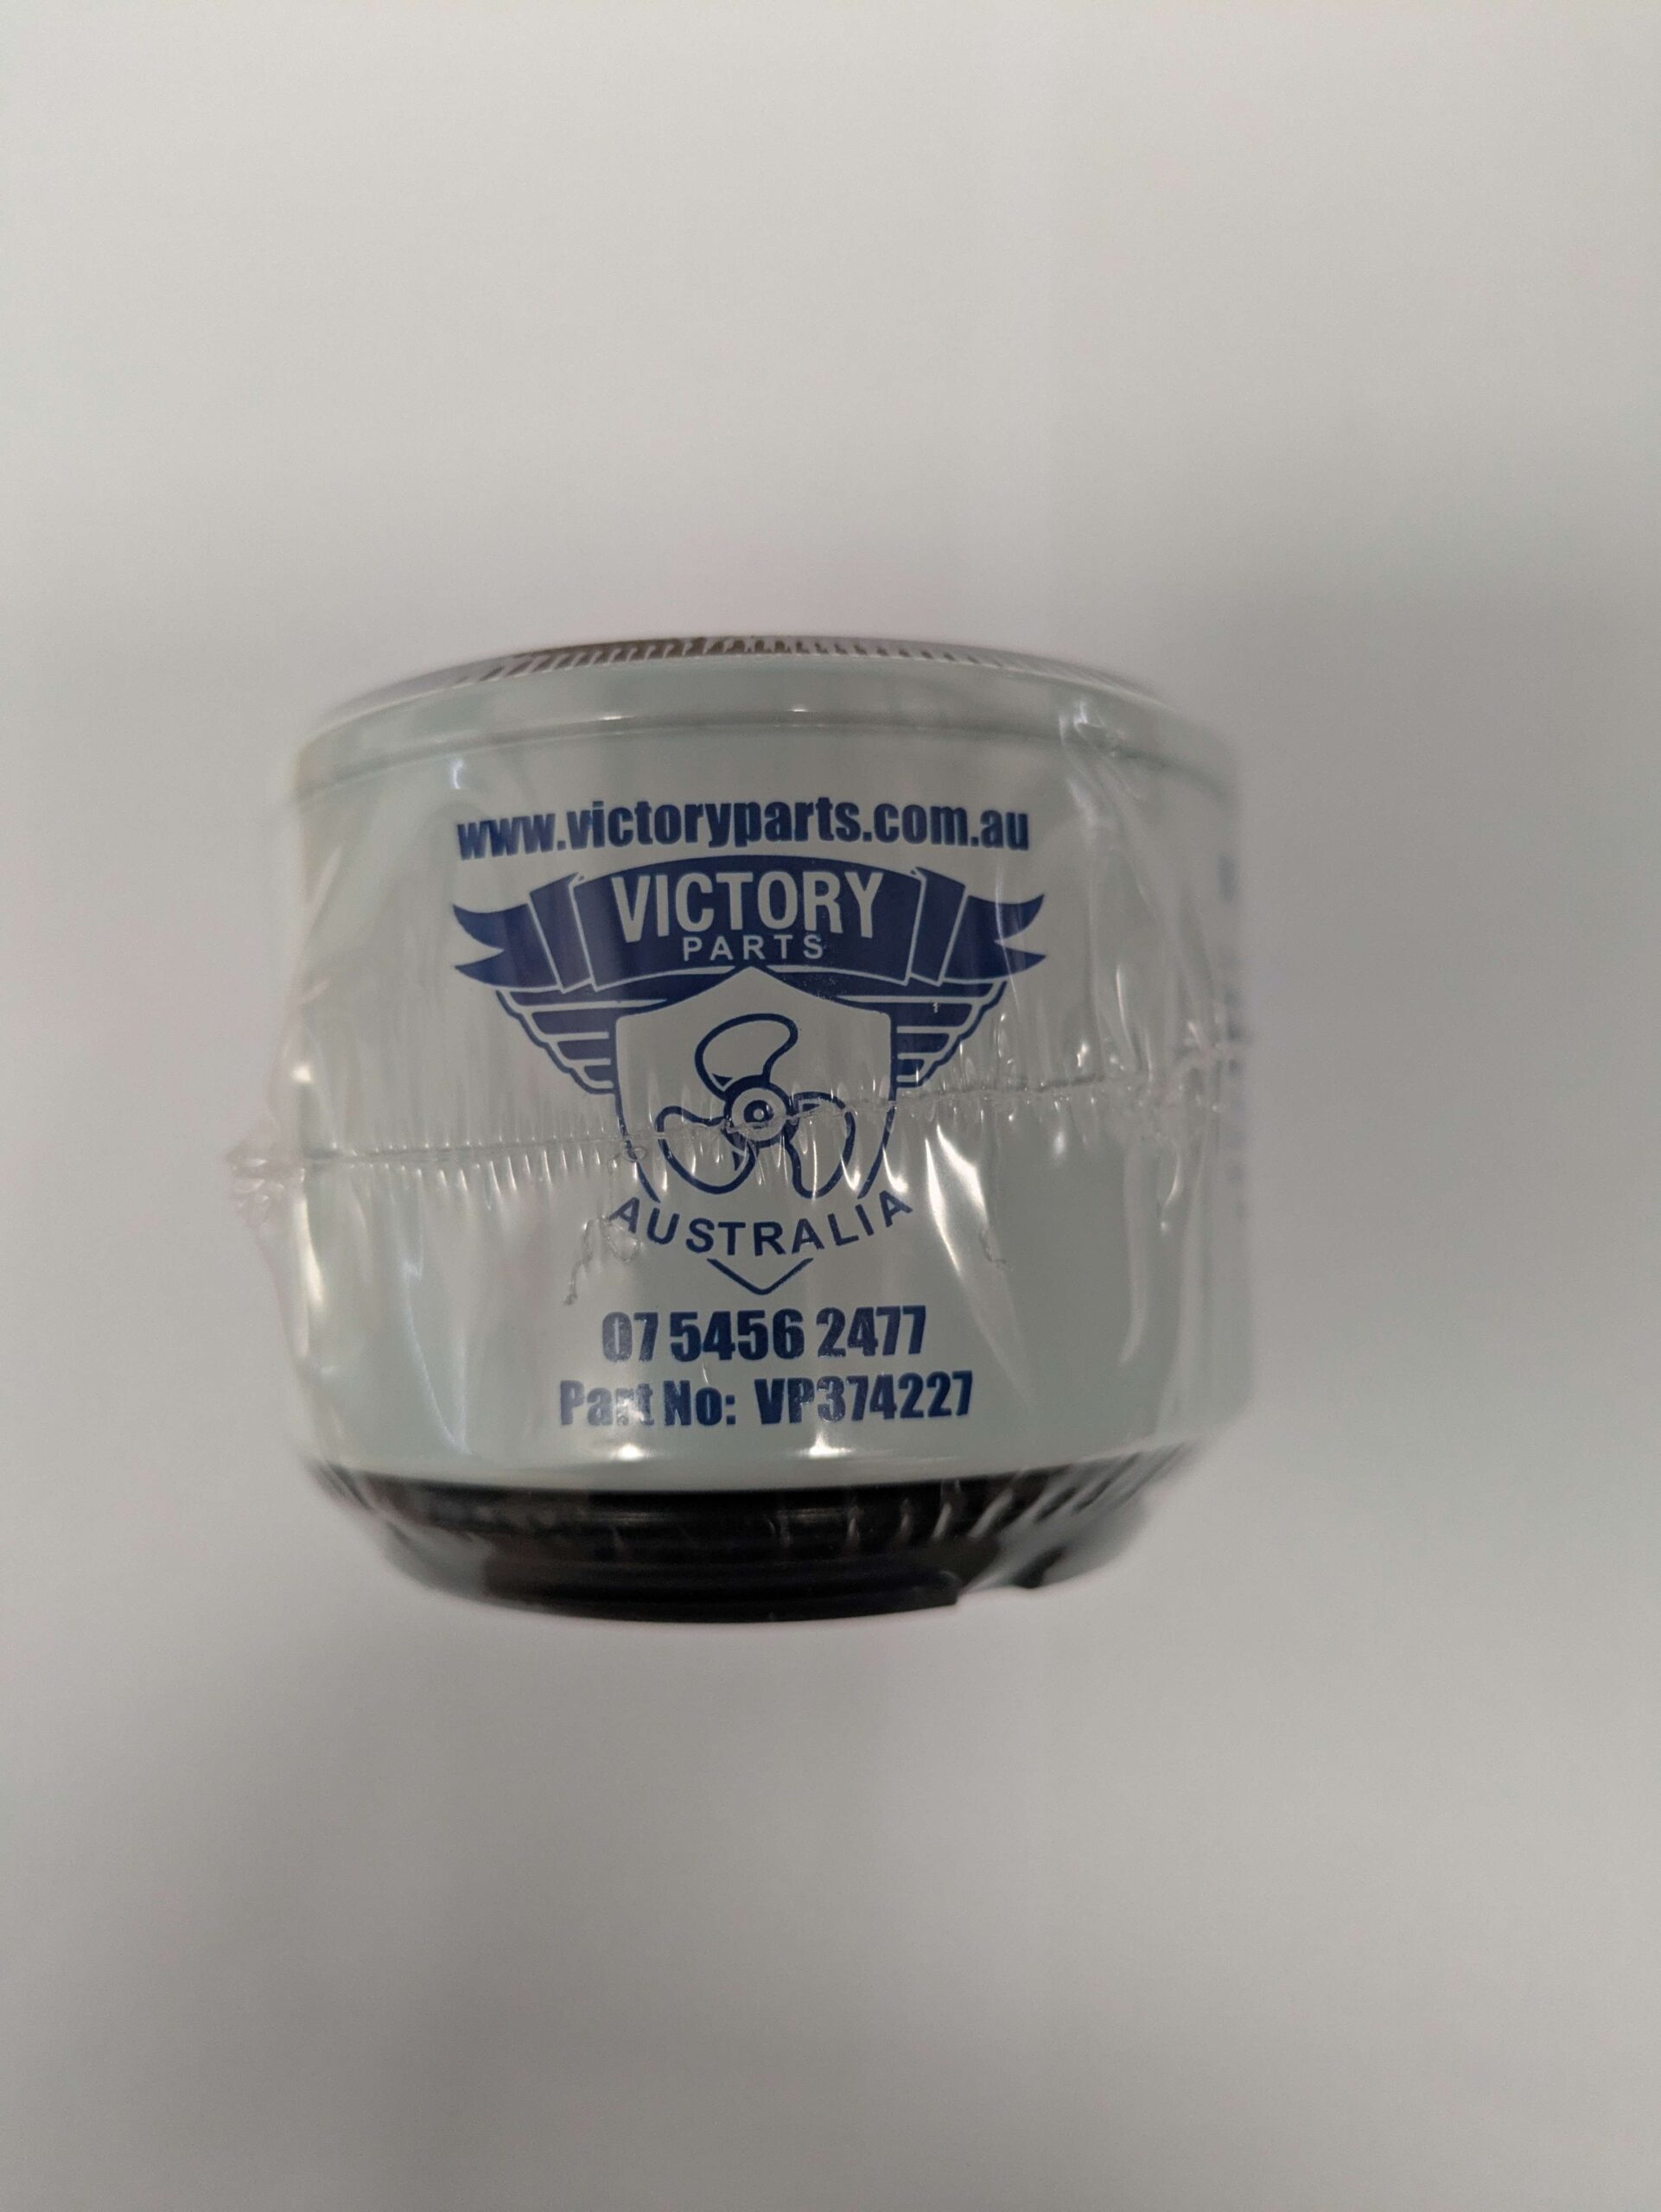 www.victoryparts.com.au
VICTORY
PARTS
AUSTRALIA
07 5456 2477
Part No: VP374227